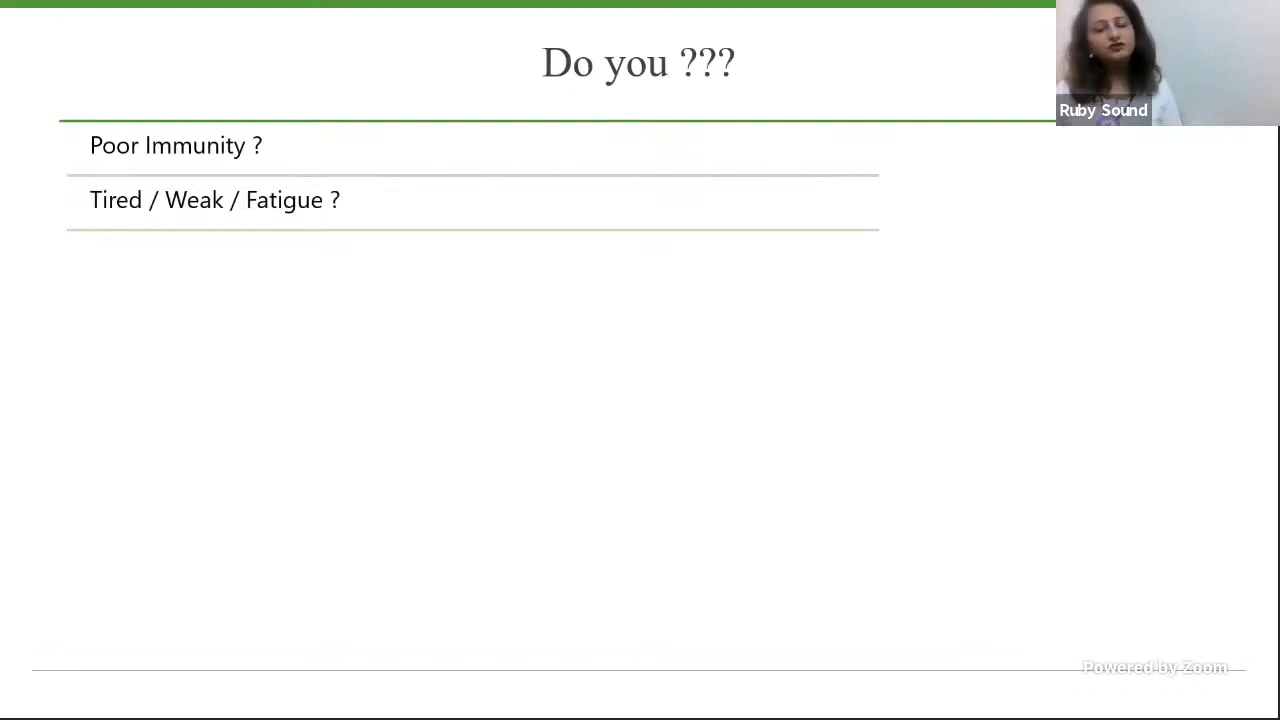 Do you ???
Ruby Sound
Poor Immunity ?
Tired / Weak / Fatigue ?
Powered by Zoom